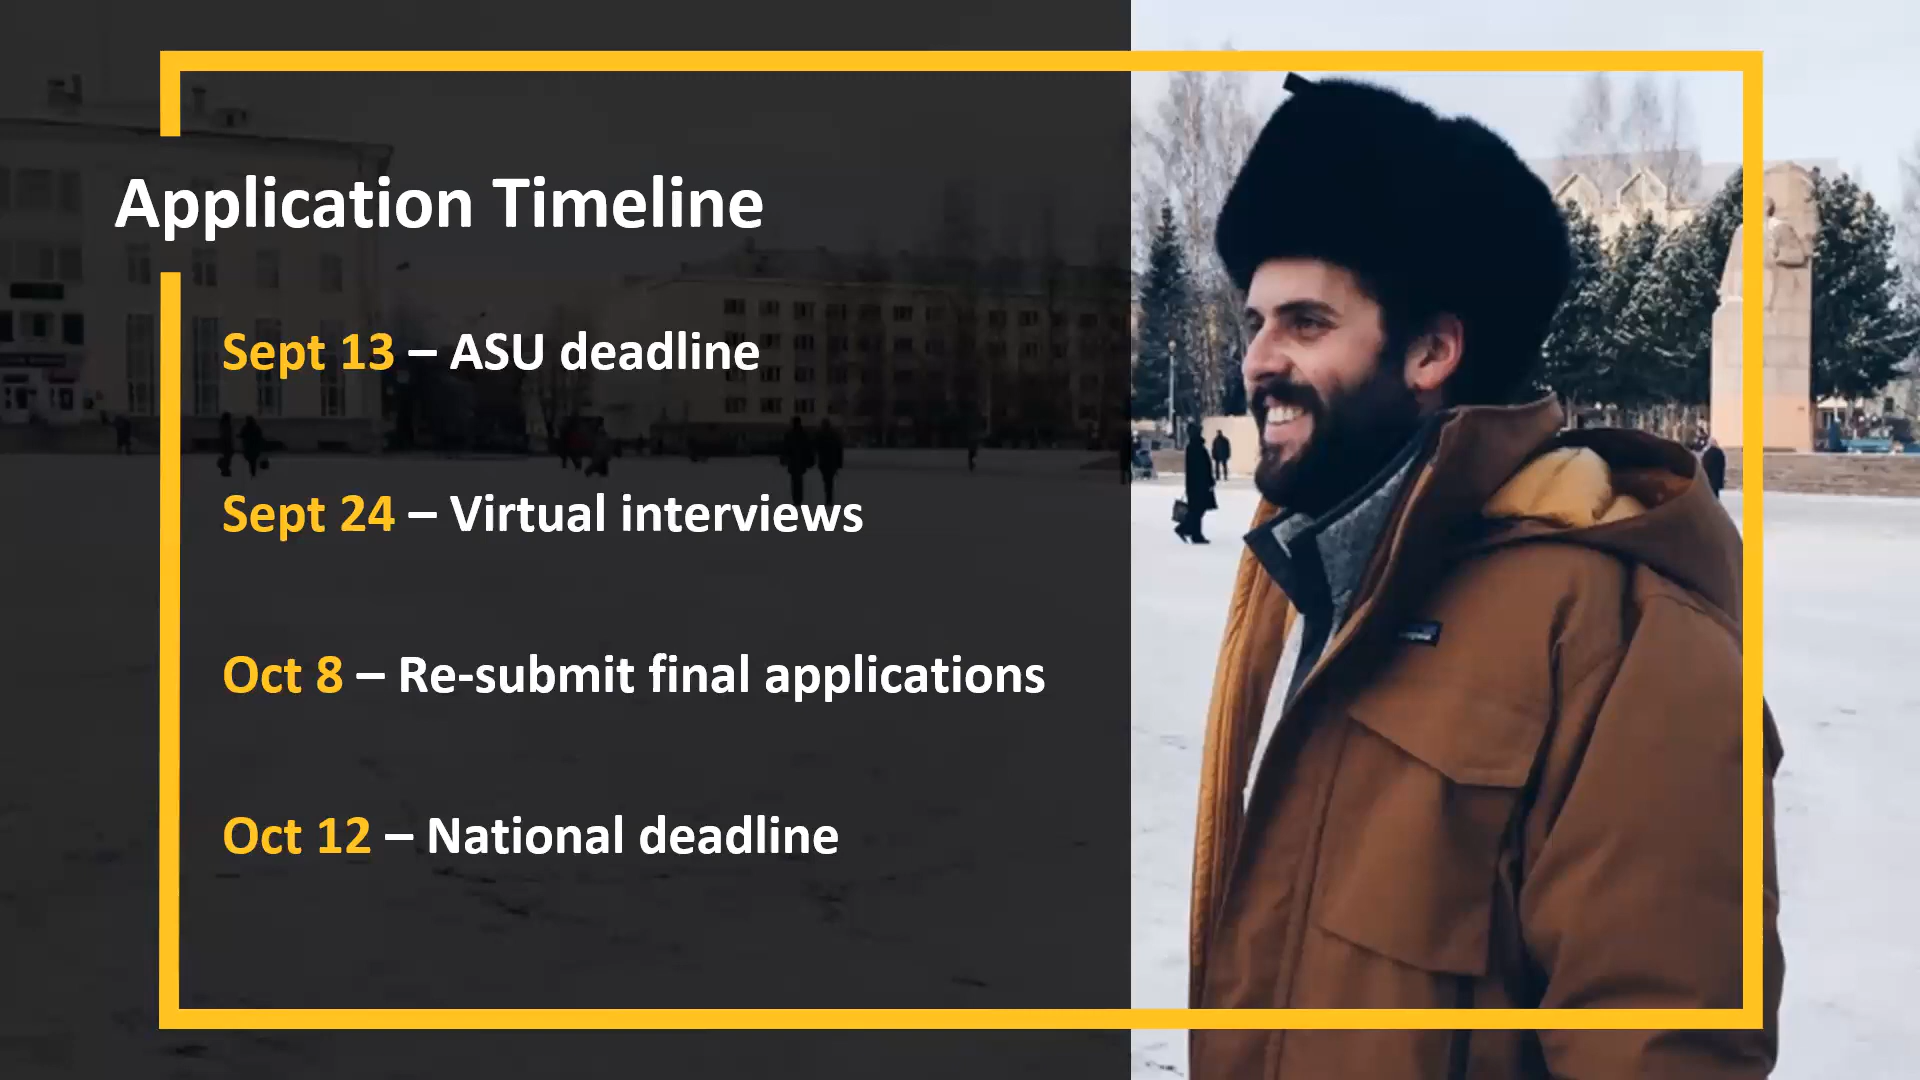 Application Timeline
Sept 13 – ASU deadline
Sept 24 – Virtual interviews
Oct 8 – Re-submit final applications
Oct 12 – National deadline